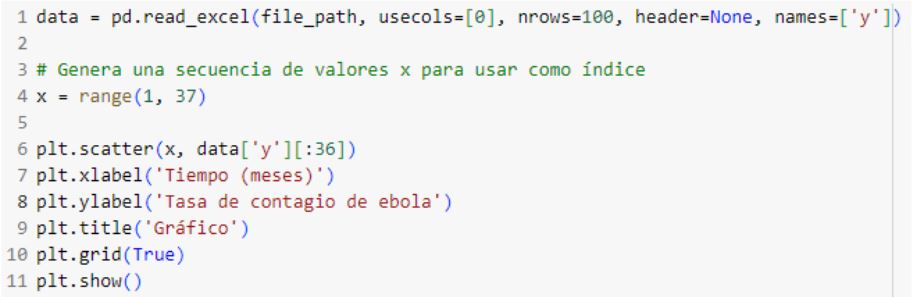 1 data = pd.read_excel(file_path, usecols=[0], nrows=100, header=None, names=['y'])
2
3 # Genera una secuencia de valores x para usar como índice
4 x = range(1, 37)
5
6 plt.scatter(x, data['y'][:36])
7 plt.xlabel('Tiempo (meses)')
8 plt.ylabel('Tasa de contagio de ebola')
9 plt.title('Gráfico')
10 plt.grid(True)
11 plt.show()